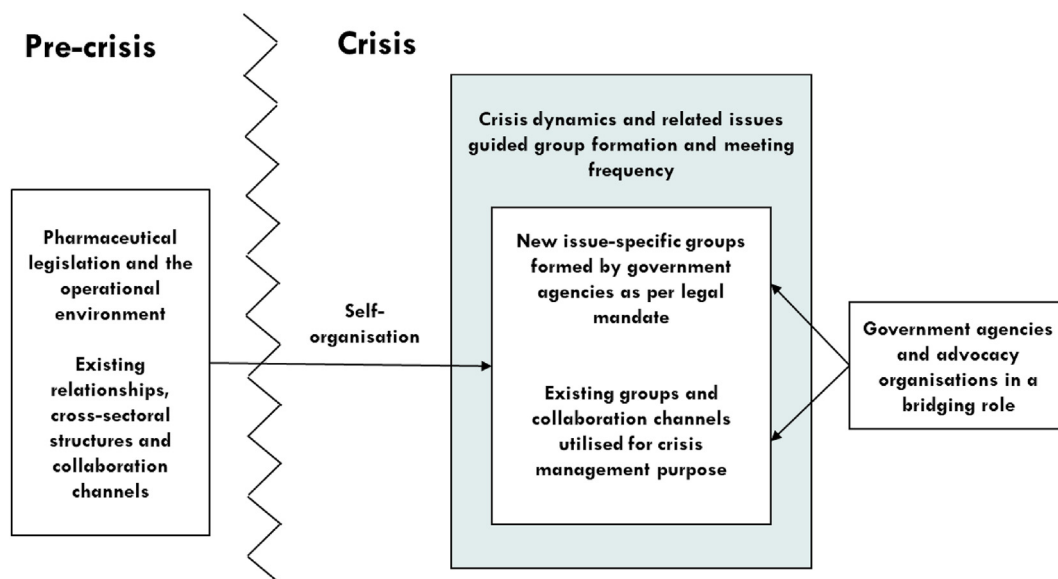 Pre-crisis
Crisis
Pharmaceutical
legislation and the
operational
environment
Existing
relationships,
cross-sectoral
structures and
collaboration
channels
Self-
organisation
Crisis dynamics and related issues
guided group formation and meeting
frequency
New issue-specific groups
formed by government
agencies as per legal
mandate
Existing groups and
collaboration channels
utilised for crisis
management purpose
Government agencies
and advocacy
organisations in a
bridging role